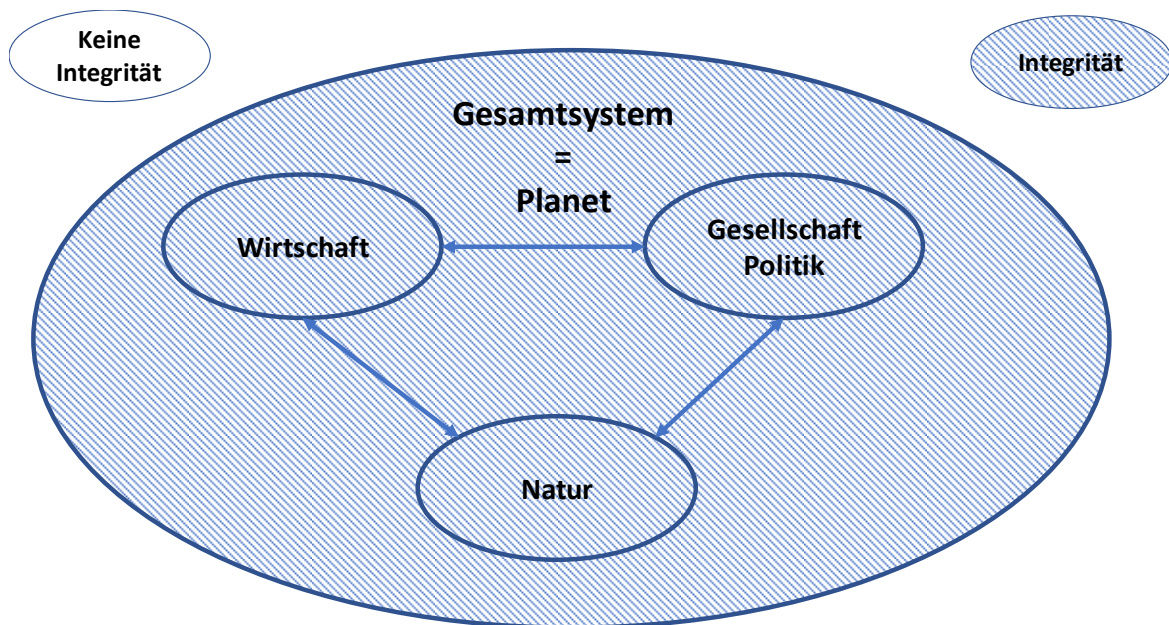 Keine
Integrität
Integrität
Gesamtsystem
=
Planet
Wirtschaft
Gesellschaft
Politik
Natur